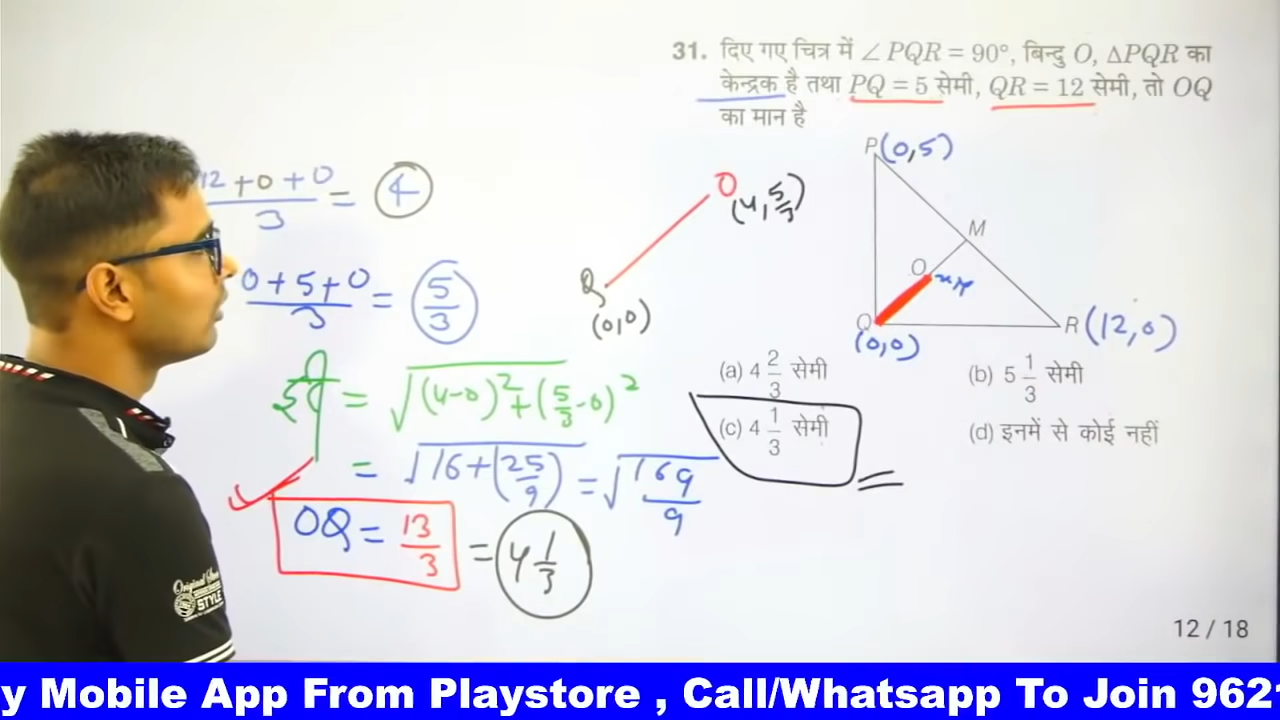 31. दिए गए चित्र में ∠PQR = 90°, बिन्दु O, ΔPQR का
केन्द्रक है तथा PQ = 5 सेमी, QR = 12 सेमी, तो OQ
का मान है
P(0,5)
M
O x,y
Q
(0,0)
R(12,0)
(a) 4 2/3 सेमी
(b) 5 1/3 सेमी
(c) 4 1/3 सेमी
(d) इनमें से कोई नहीं
12+0+0/3 = 4
0+5+0/3 = 5/3
O
(4, 5/3)
Q
(0,0)
दूरी = √(4-0)²+(5/3-0)²
= √16+(25/9) = √169/9
OQ = 13/3 = 4 1/3
Original
STYLE
12 / 18
y Mobile App From Playstore , Call/Whatsapp To Join 962